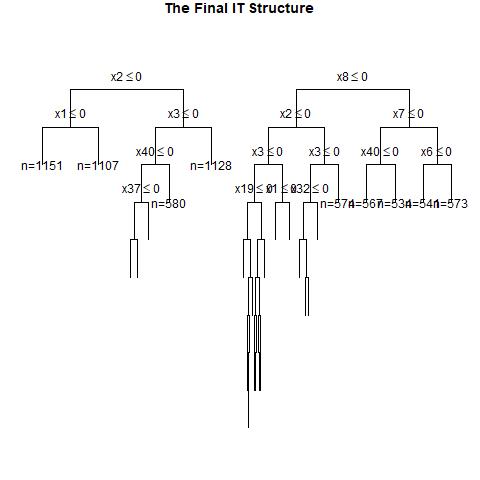 The Final IT Structure
x2 ≤ 0 x8 ≤ 0
x1 ≤ 0 x3 ≤ 0 x2 ≤ 0 x7 ≤ 0
n=1151 n=1107 x40 ≤ 0 n=1128 x3 ≤ 0 x3 ≤ 0 x40 ≤ 0 x6 ≤ 0
x37 ≤ 0 n=580 x19 ≤ 0 x32 ≤ 0 n=574 n=567 n=534 n=541 n=573